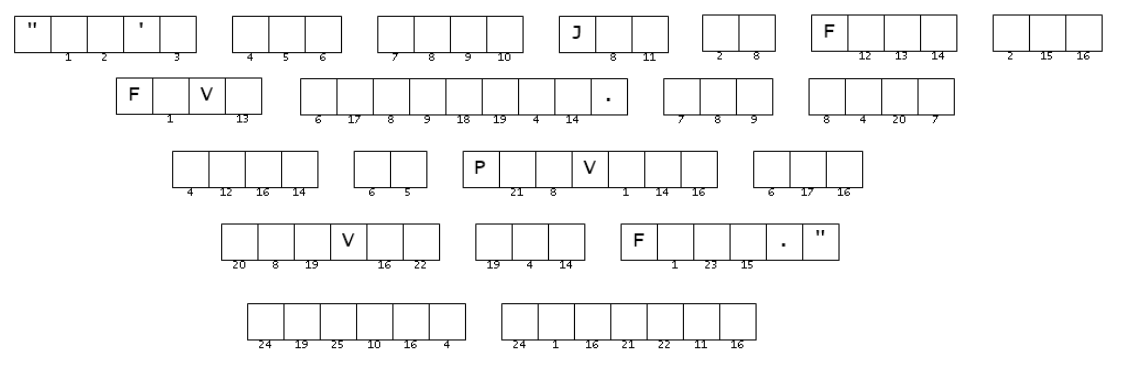 " ' J F
1 2 3 4 5 6 7 8 9 10 8 11 2 8 12 13 14 2 15 16
F V .
1 13 6 17 8 9 18 19 4 14 7 8 9 8 4 20 7
P V
4 12 16 14 6 5 21 8 1 14 16 6 17 16
V F . "
20 8 19 16 22 19 4 14 1 23 15
24 19 25 10 16 4 24 1 16 21 22 11 16